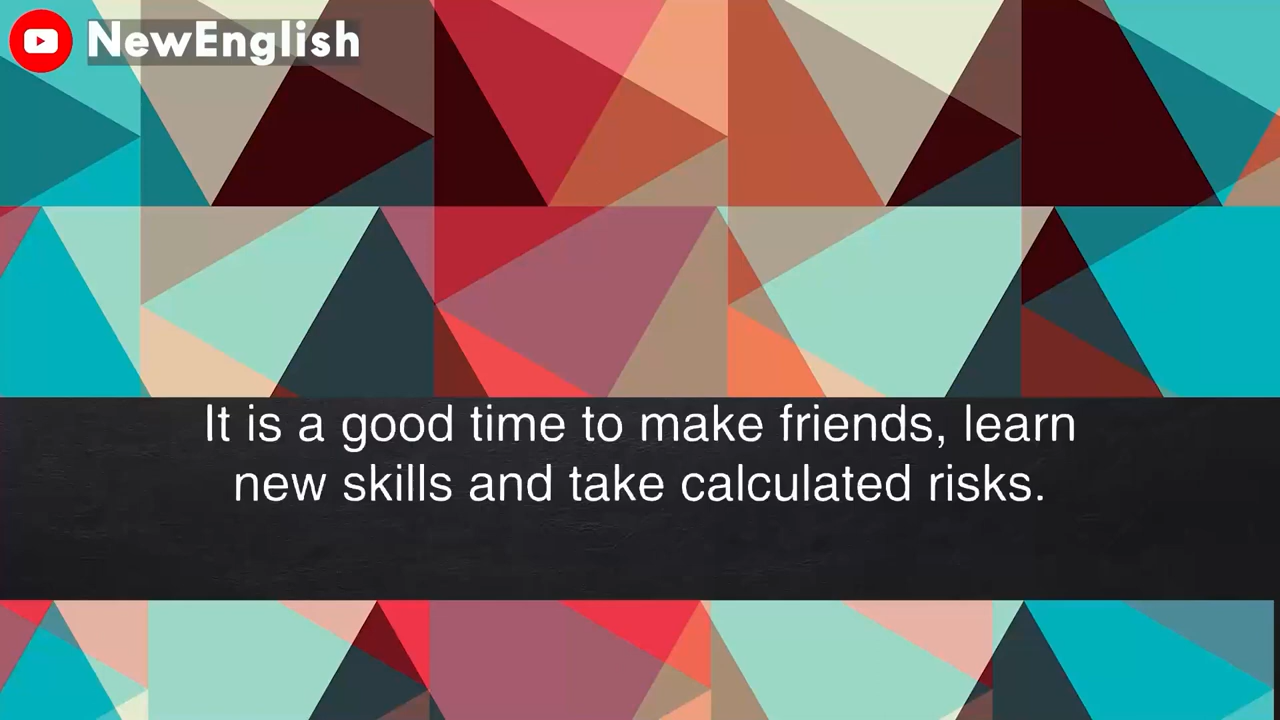 NewEnglish
It is a good time to make friends, learn
new skills and take calculated risks.